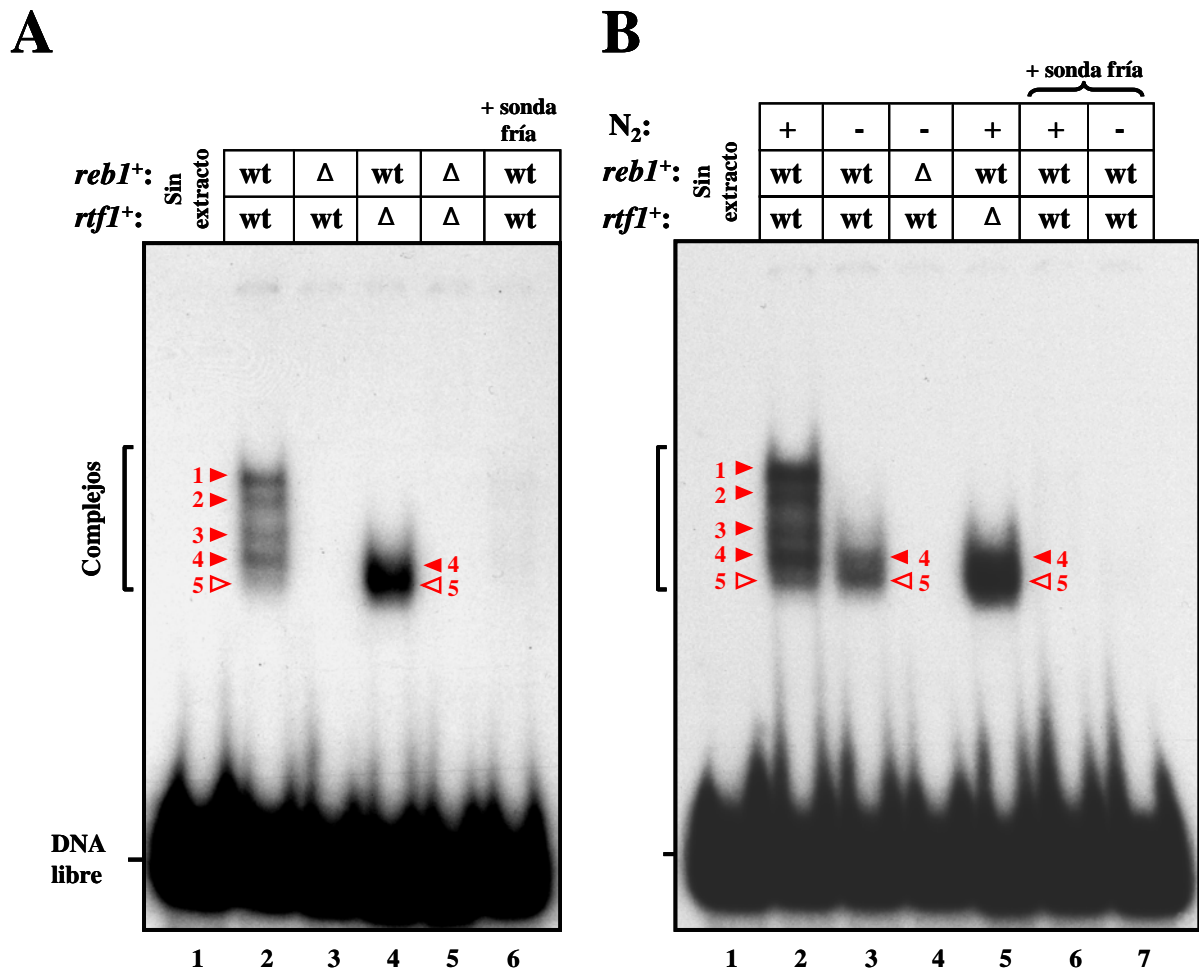 A
+ sonda
fría
Sin
extracto
reb1+: wt Δ wt Δ wt
rtf1+: wt wt Δ Δ wt
Complejos
1
2
3
4
5
4
5
DNA
libre
1 2 3 4 5 6
B
+ sonda fría
Sin
extracto
N2: + - - + + -
reb1+: wt wt Δ wt wt wt
rtf1+: wt wt wt Δ wt wt
1
2
3
4
5
4
5
4
5
1 2 3 4 5 6 7